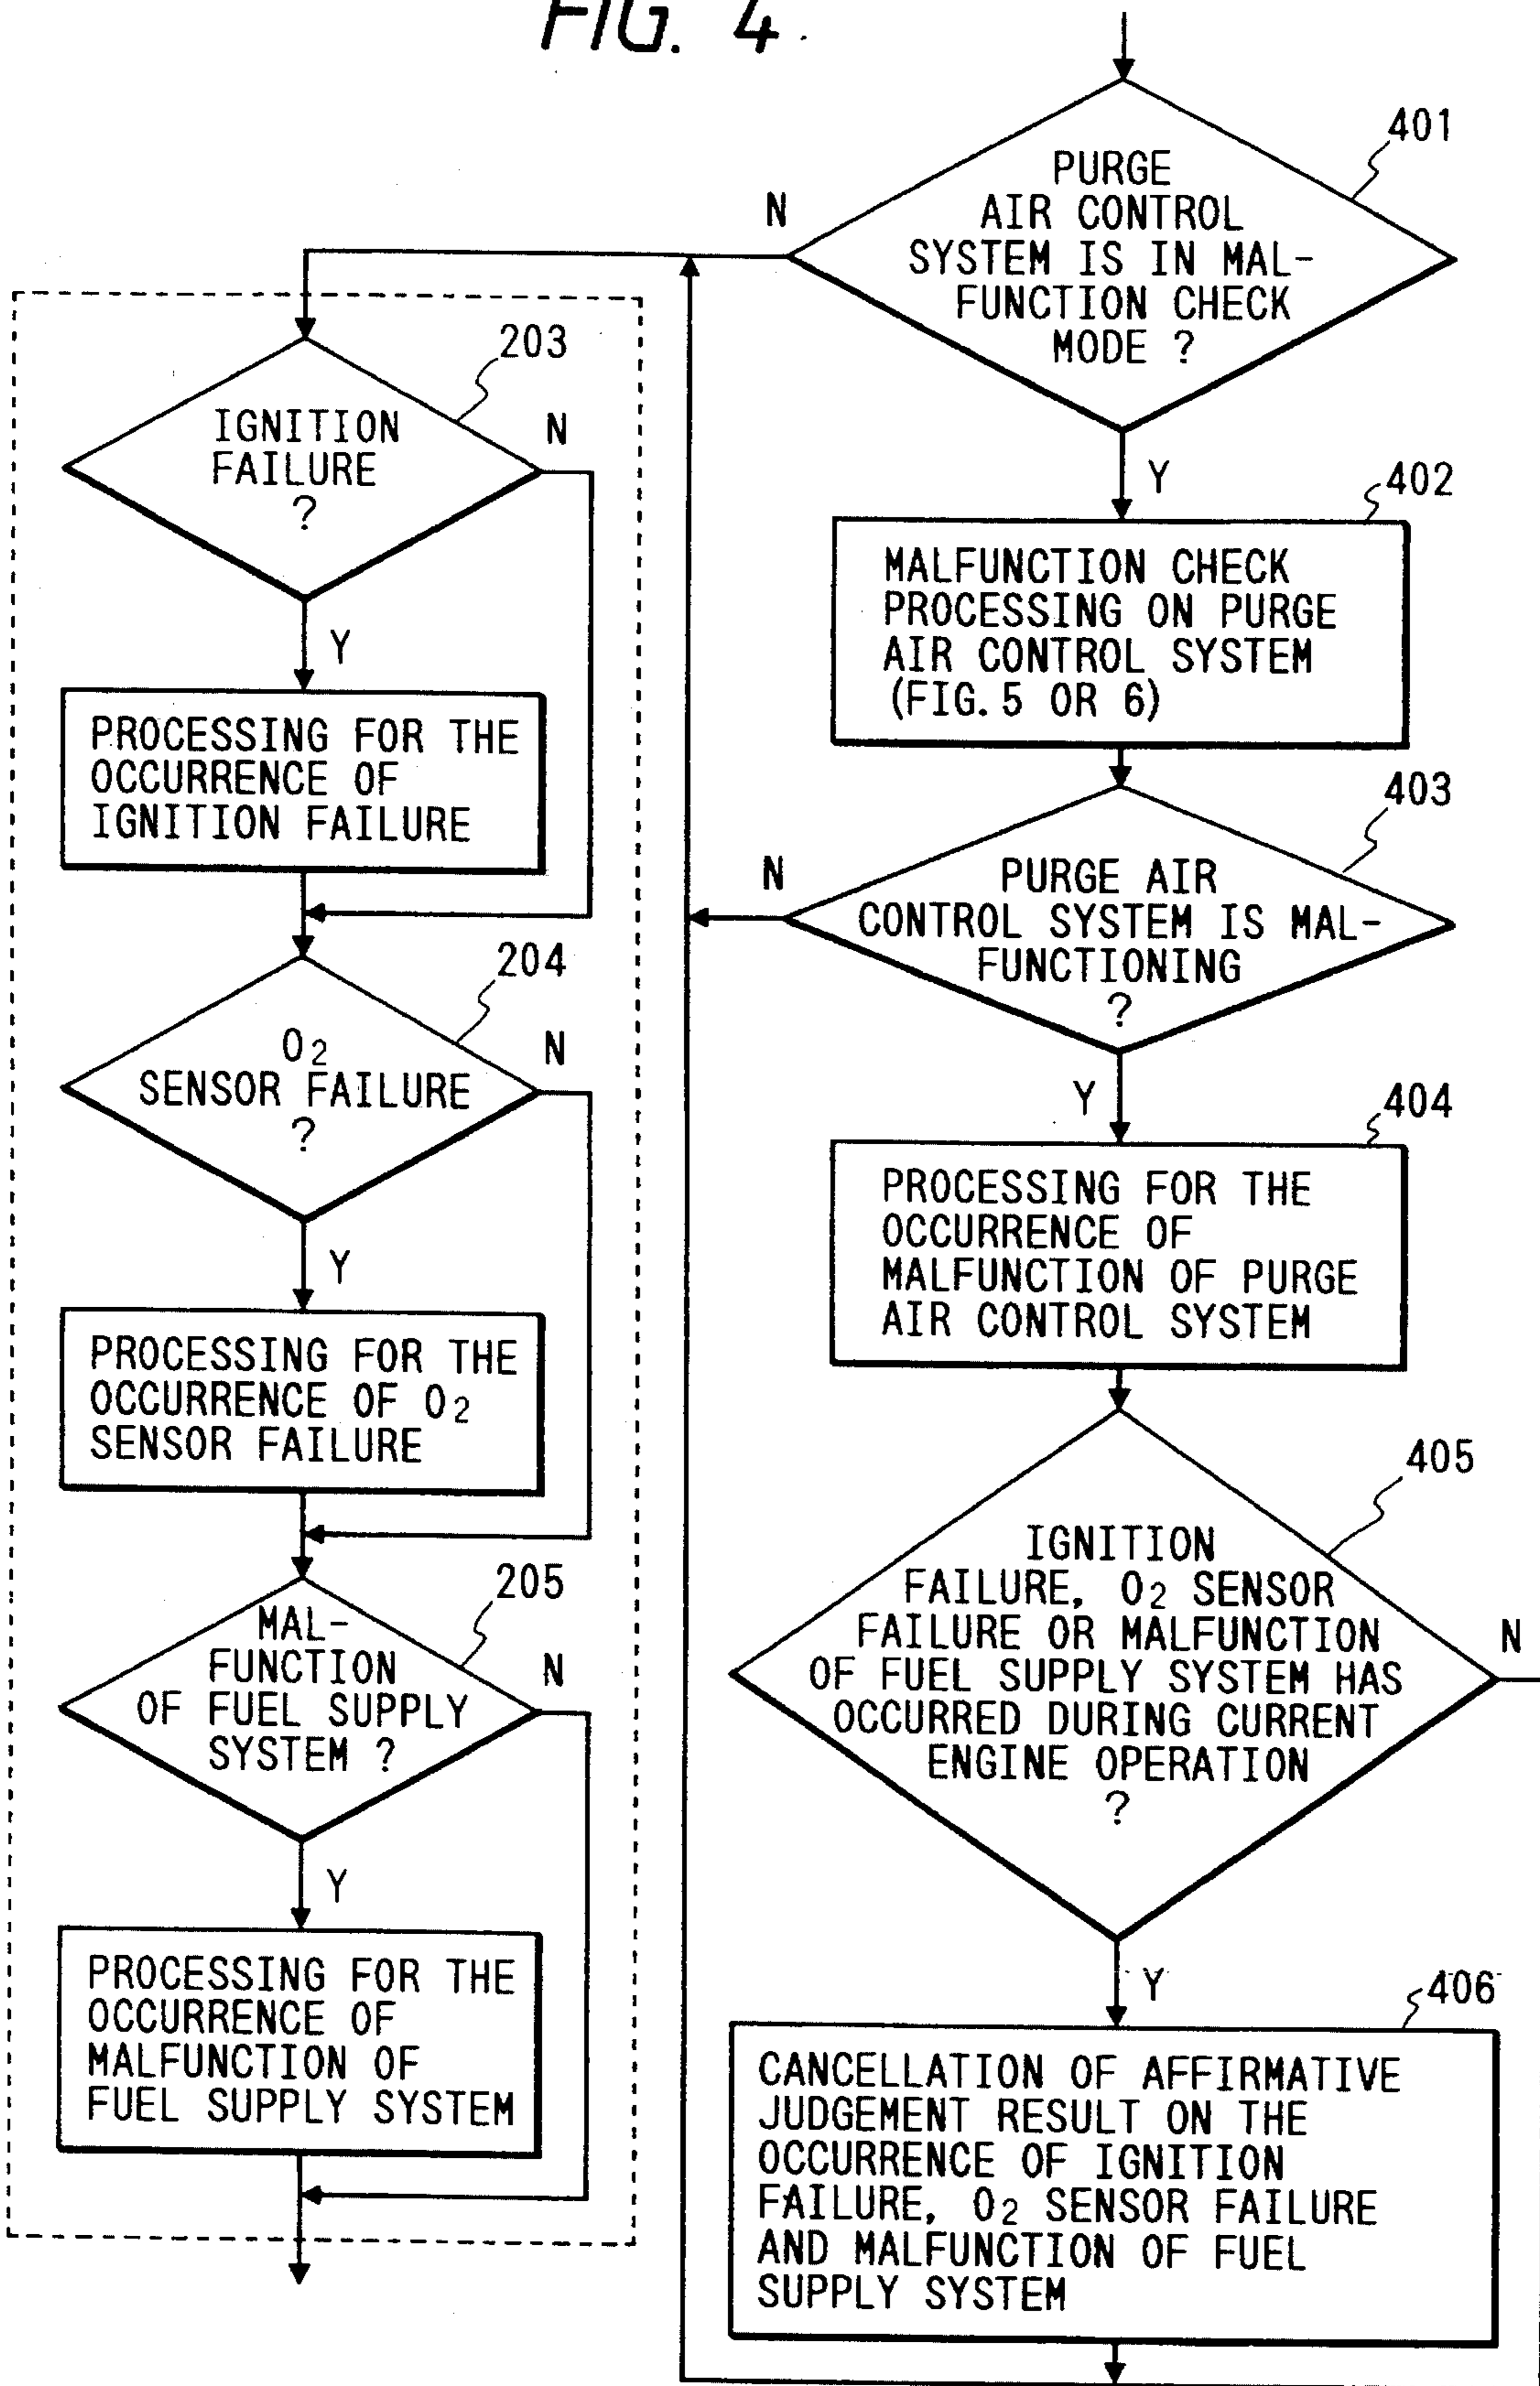 FIG. 4
401
PURGE
AIR CONTROL
SYSTEM IS IN MAL-
FUNCTION CHECK
MODE ?
N
Y
402
MALFUNCTION CHECK
PROCESSING ON PURGE
AIR CONTROL SYSTEM
(FIG. 5 OR 6)
403
PURGE AIR
CONTROL SYSTEM IS MAL-
FUNCTIONING
?
N
Y
404
PROCESSING FOR THE
OCCURRENCE OF
MALFUNCTION OF PURGE
AIR CONTROL SYSTEM
405
IGNITION
FAILURE, O2 SENSOR
FAILURE OR MALFUNCTION
OF FUEL SUPPLY SYSTEM HAS
OCCURRED DURING CURRENT
ENGINE OPERATION
?
N
Y
406
CANCELLATION OF AFFIRMATIVE
JUDGEMENT RESULT ON THE
OCCURRENCE OF IGNITION
FAILURE, O2 SENSOR FAILURE
AND MALFUNCTION OF FUEL
SUPPLY SYSTEM
203
IGNITION
FAILURE
?
N
Y
PROCESSING FOR THE
OCCURRENCE OF
IGNITION FAILURE
204
O2
SENSOR FAILURE
?
N
Y
PROCESSING FOR THE
OCCURRENCE OF O2
SENSOR FAILURE
205
MAL-
FUNCTION
OF FUEL SUPPLY
SYSTEM ?
N
Y
PROCESSING FOR THE
OCCURRENCE OF
MALFUNCTION OF
FUEL SUPPLY SYSTEM